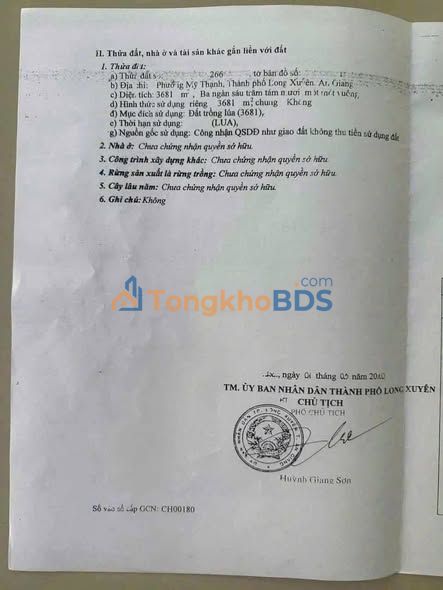 II. Thửa đất, nhà ở và tài sản khác gắn liền với đất
1. Thửa đất:
a) Thửa đất số: 266 , tờ bản đồ số:
b) Địa chỉ: Phường Mỹ Thạnh, Thành phố Long Xuyên, An Giang
c) Diện tích: 3681 m², Ba ngàn sáu trăm tám mươi mốt mét vuông,
d) Hình thức sử dụng: riêng 3681 m², chung Không
đ) Mục đích sử dụng: Đất trồng lúa (3681),
e) Thời hạn sử dụng: (LUA),
g) Nguồn gốc sử dụng: Công nhận QSDĐ như giao đất không thu tiền sử dụng đất
2. Nhà ở: Chưa chứng nhận quyền sở hữu.
3. Công trình xây dựng khác: Chưa chứng nhận quyền sở hữu.
4. Rừng sản xuất là rừng trồng: Chưa chứng nhận quyền sở hữu.
5. Cây lâu năm: Chưa chứng nhận quyền sở hữu.
6. Ghi chú: Không
TongkhoBDS.com
ngày 01 tháng 05 năm
TM. ỦY BAN NHÂN DÂN THÀNH PHỐ LONG XUYÊN
KT CHỦ TỊCH
PHÓ CHỦ TỊCH
Huỳnh Giang Sơn
Số vào sổ cấp GCN: CH00180